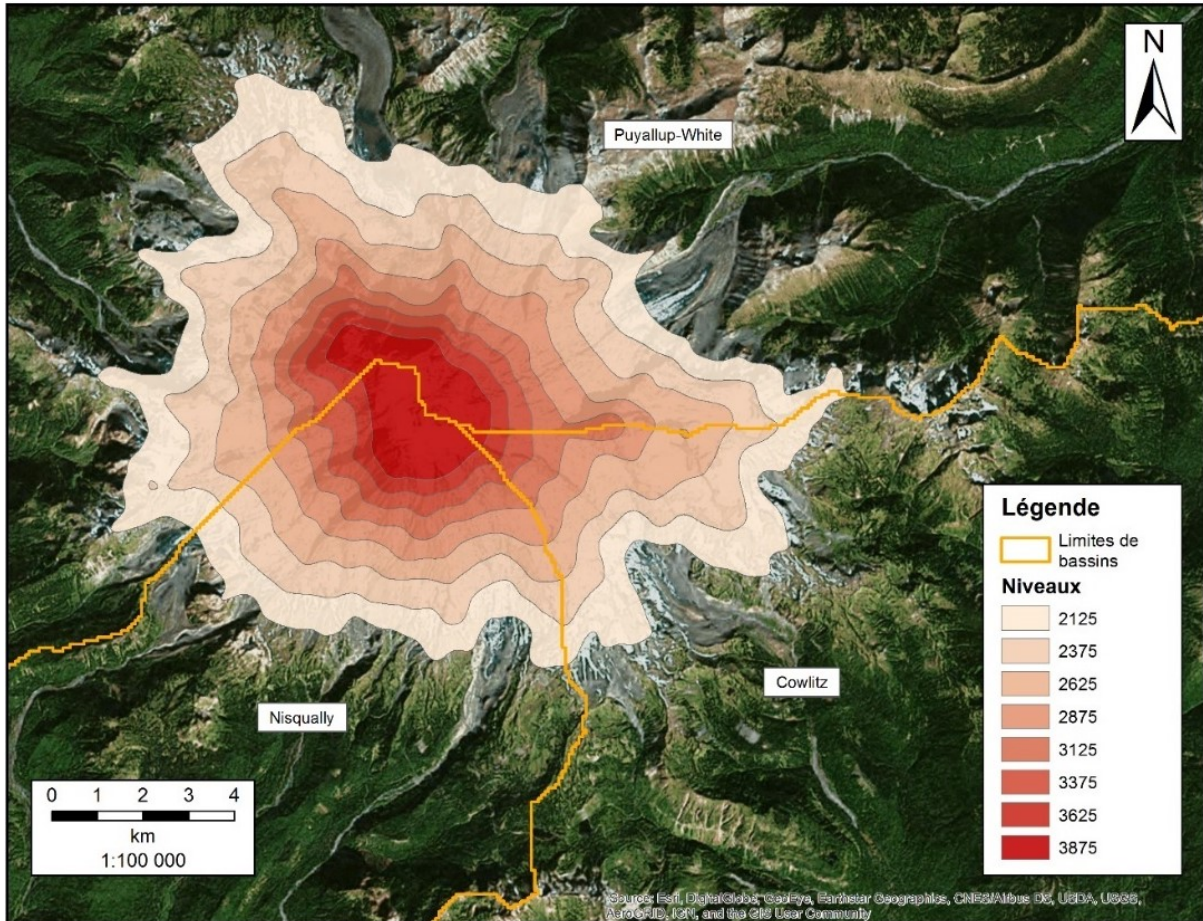 N
Puyallup-White
Légende
Limites de
bassins
Niveaux
2125
2375
2625
2875
3125
3375
3625
3875
Cowlitz
Nisqually
0 1 2 3 4
km
1:100 000
Source: Esri, DigitalGlobe, GeoEye, Earthstar Geographics, CNES/Airbus DS, USDA, USGS,
AeroGRID, IGN, and the GIS User Community